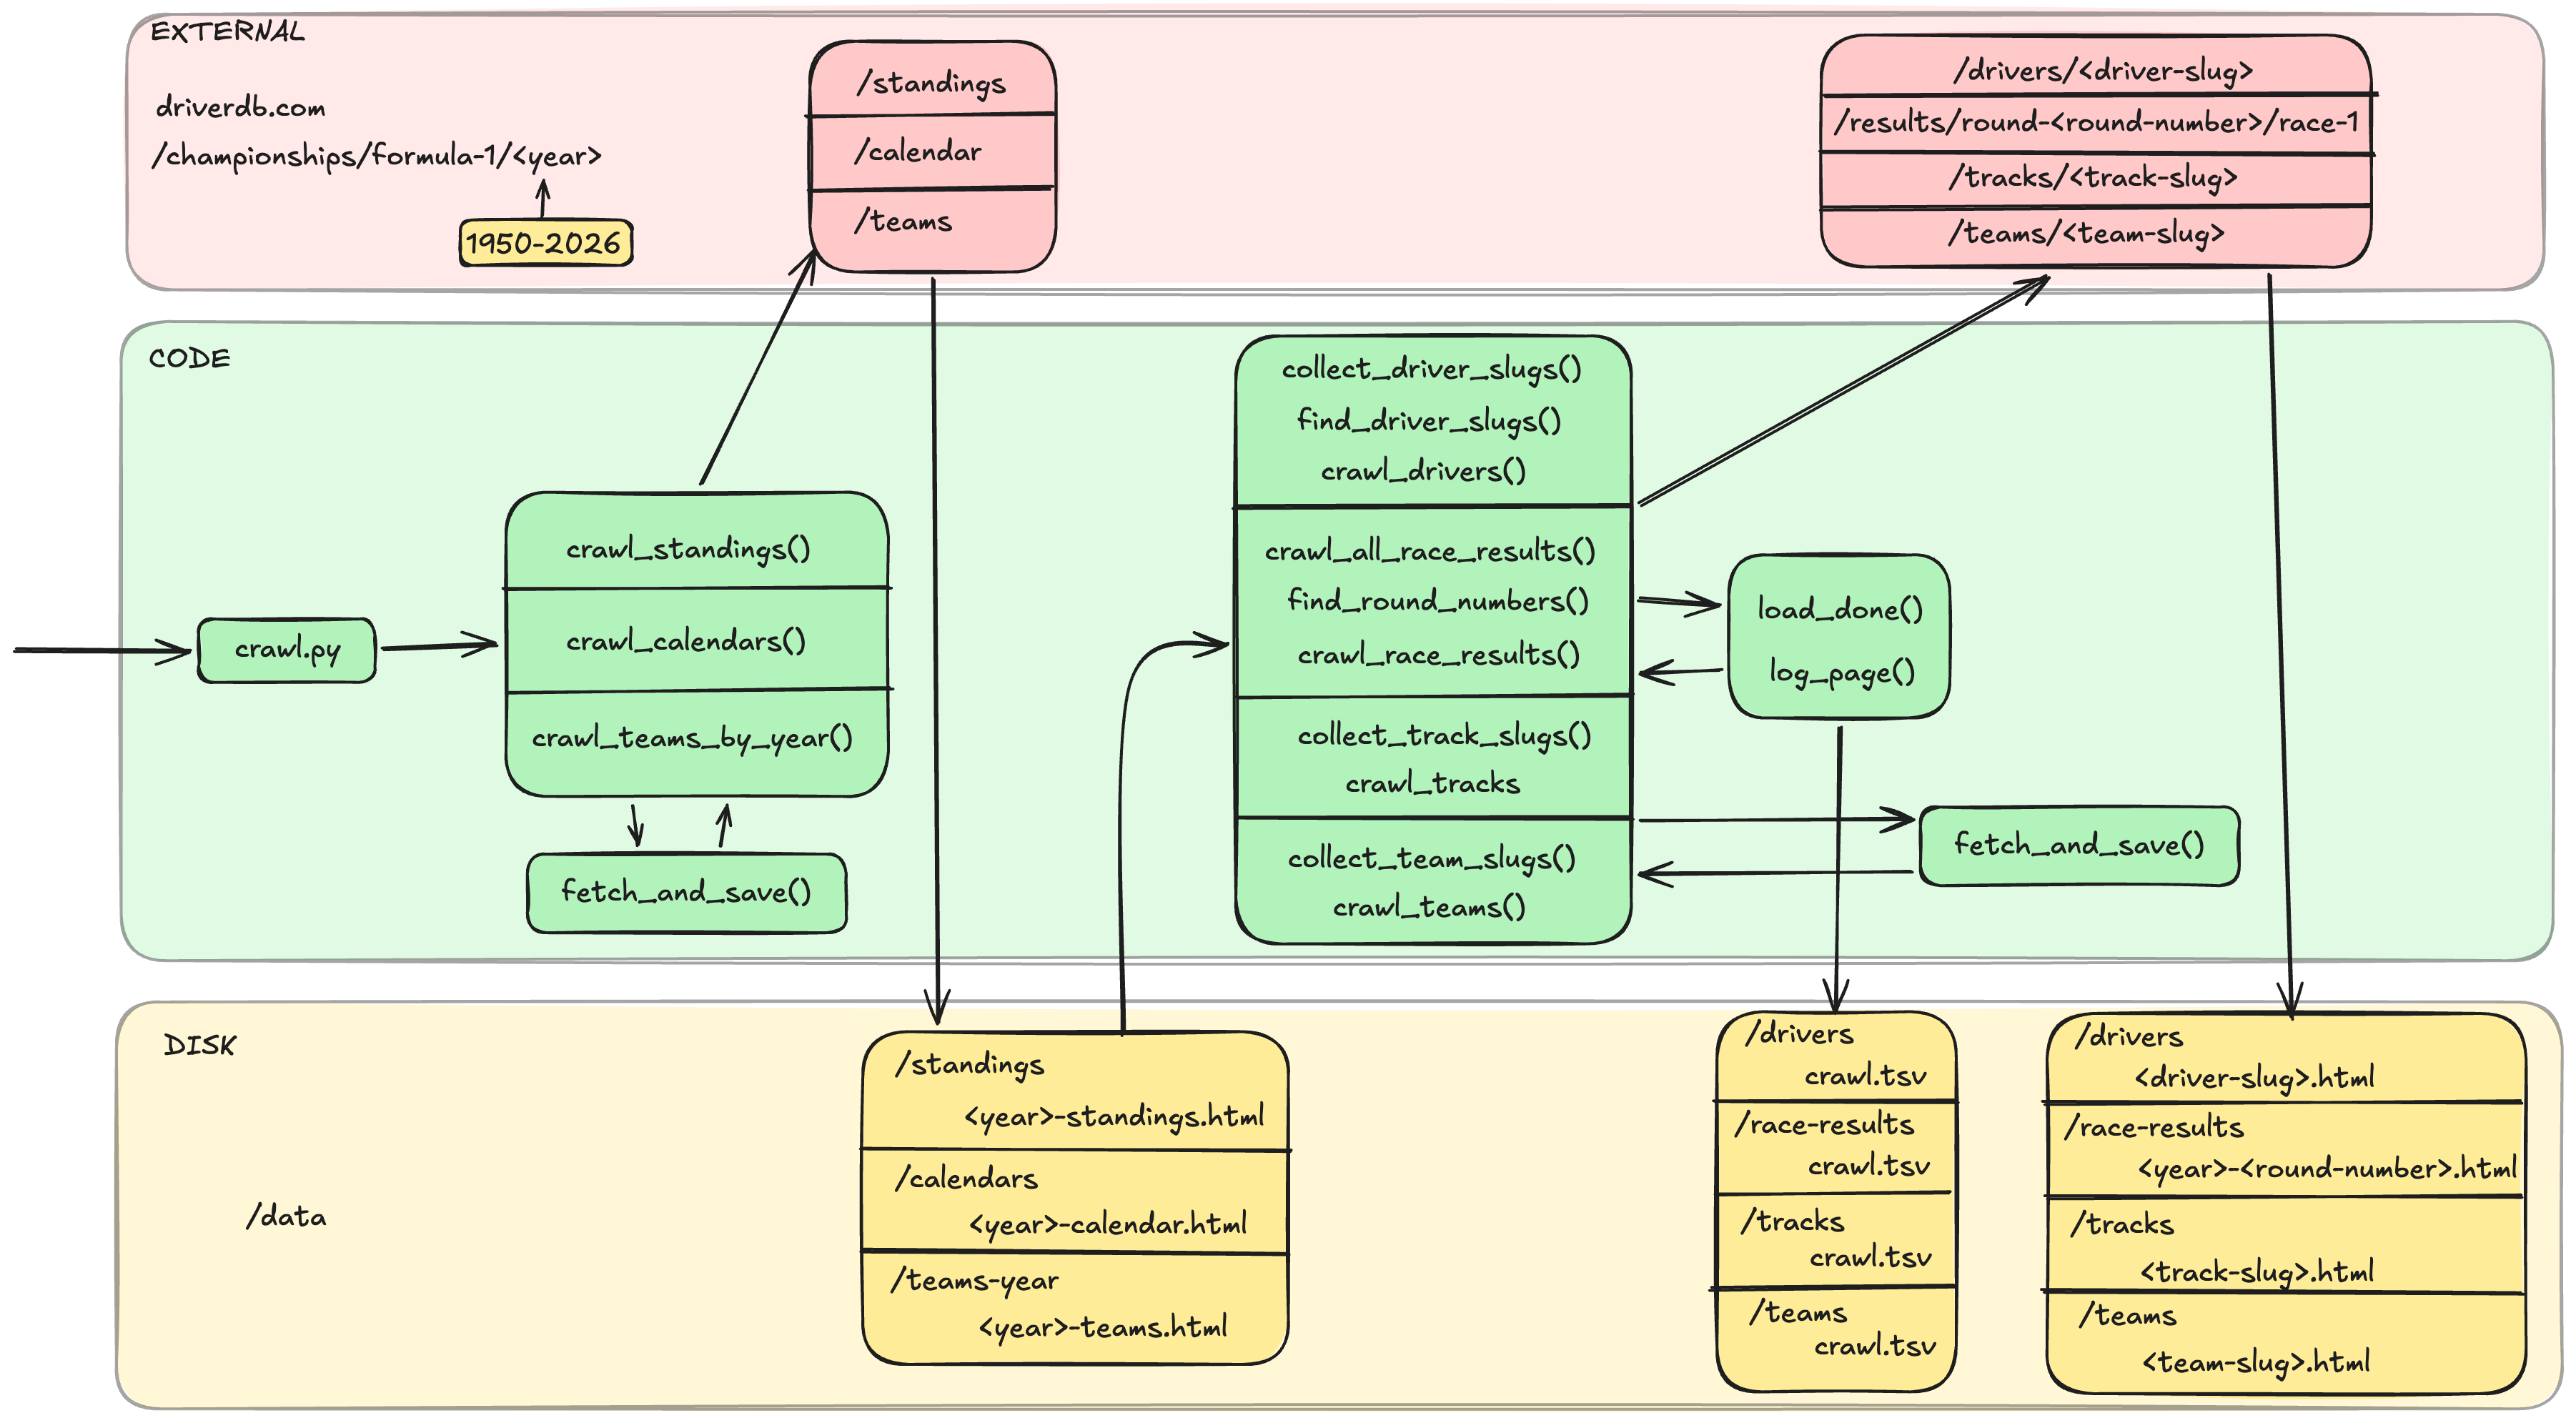 EXTERNAL
driverdb.com
/championships/formula-1/<year>
1950-2026
/standings
/calendar
/teams
/drivers/<driver-slug>
/results/round-<round-number>/race-1
/tracks/<track-slug>
/teams/<team-slug>
CODE
crawl.py
crawl_standings()
crawl_calendars()
crawl_teams_by_year()
fetch_and_save()
collect_driver_slugs()
find_driver_slugs()
crawl_drivers()
crawl_all_race_results()
find_round_numbers()
crawl_race_results()
collect_track_slugs()
crawl_tracks
collect_team_slugs()
crawl_teams()
load_done()
log_page()
fetch_and_save()
DISK
/data
/standings
<year>-standings.html
/calendars
<year>-calendar.html
/teams-year
<year>-teams.html
/drivers
crawl.tsv
/race-results
crawl.tsv
/tracks
crawl.tsv
/teams
crawl.tsv
/drivers
<driver-slug>.html
/race-results
<year>-<round-number>.html
/tracks
<track-slug>.html
/teams
<team-slug>.html